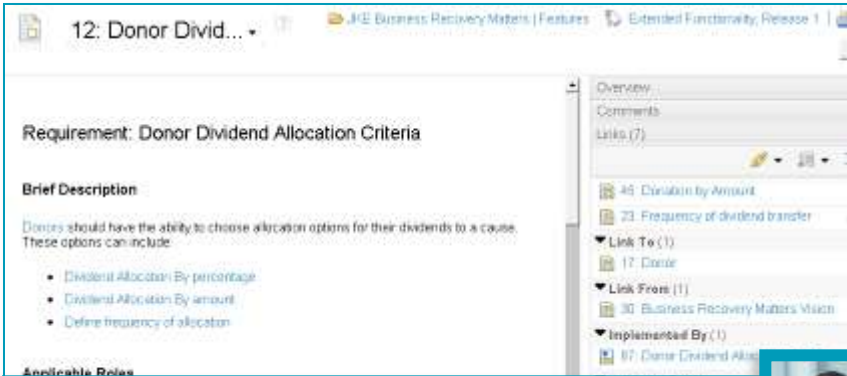 12: Donor Divid...
JKE Business Recovery Matters | Features
Extended Functionality, Release 1 |
Overview
Comments
Links (7)
Requirement: Donor Dividend Allocation Criteria
Brief Description
Donors should have the ability to choose allocation options for their dividends to a cause.
These options can include
Dividend Allocation By percentage
Dividend Allocation By amount
Define frequency of allocation
Applicable Roles
46: Donation by Amount
23: Frequency of dividend transfer
Link To (1)
17: Donor
Link From (1)
30: Business Recovery Matters Vision
Implemented By (1)
Donor Dividend